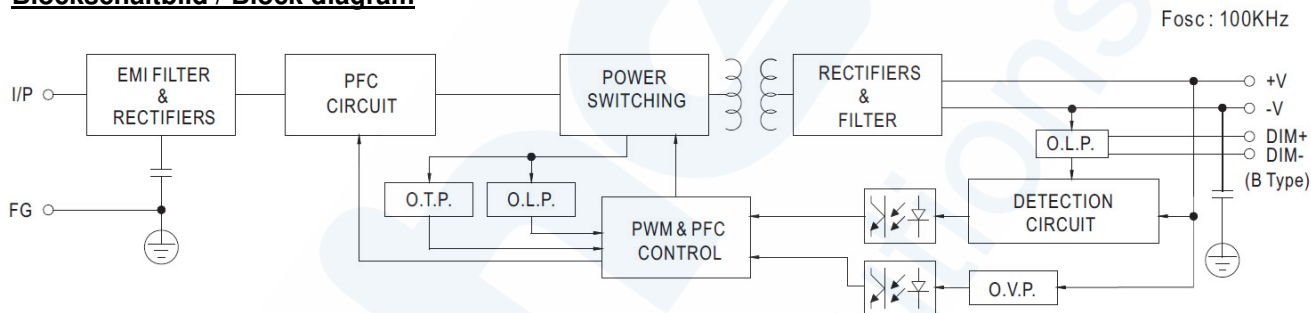 Blockschaltbild / Block diagram
Fosc : 100KHz
I/P
EMI FILTER
&
RECTIFIERS
PFC
CIRCUIT
POWER
SWITCHING
RECTIFIERS
&
FILTER
+V
-V
DIM+
DIM-
(B Type)
O.L.P.
FG
O.T.P.
O.L.P.
PWM & PFC
CONTROL
DETECTION
CIRCUIT
O.V.P.